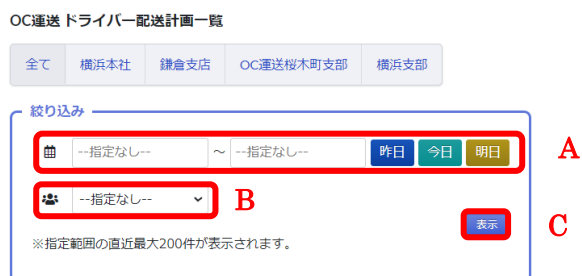 OC運送 ドライバー配送計画一覧
全て 横浜本社 鎌倉支店 OC運送桜木町支部 横浜支部
絞り込み
--指定なし-- ～ --指定なし-- 昨日 今日 明日 A
--指定なし-- B
表示 C
※指定範囲の直近最大200件が表示されます。